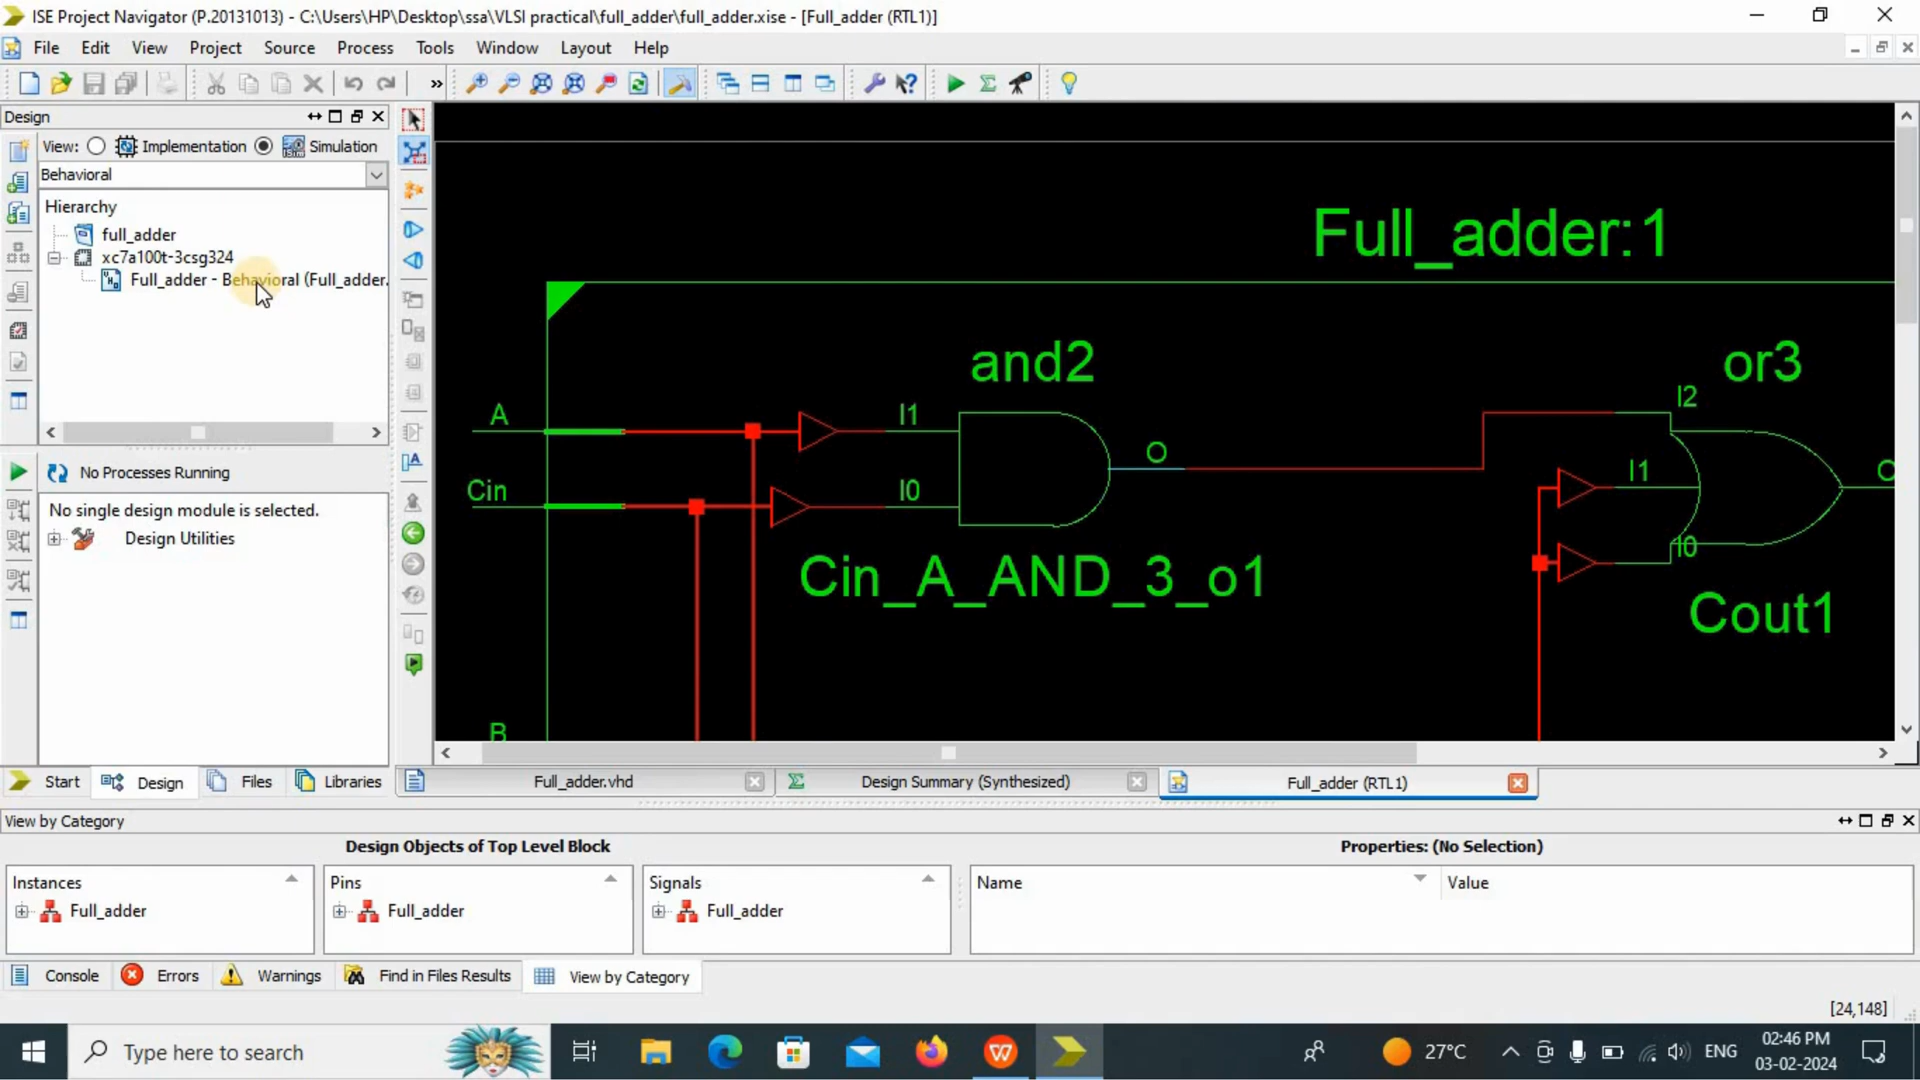 ISE Project Navigator (P.20131013) - C:\Users\HP\Desktop\ssa\VLSI practical\full_adder\full_adder.xise - [Full_adder (RTL1)]
File Edit View Project Source Process Tools Window Layout Help
Design
View: Implementation Simulation
Behavioral
Hierarchy
full_adder
xc7a100t-3csg324
Full_adder - Behavioral (Full_adder.
No Processes Running
No single design module is selected.
Design Utilities
Full_adder:1
and2
or3
A
I1
I2
O
I1
O
Cin
I0
I0
Cin_A_AND_3_o1
Cout1
B
Start Design Files Libraries
Full_adder.vhd Design Summary (Synthesized) Full_adder (RTL1)
View by Category
Design Objects of Top Level Block
Properties: (No Selection)
Instances Pins Signals Name Value
Full_adder Full_adder Full_adder
Console Errors Warnings Find in Files Results View by Category
[24,148]
Type here to search
27°C
ENG
02:46 PM
03-02-2024